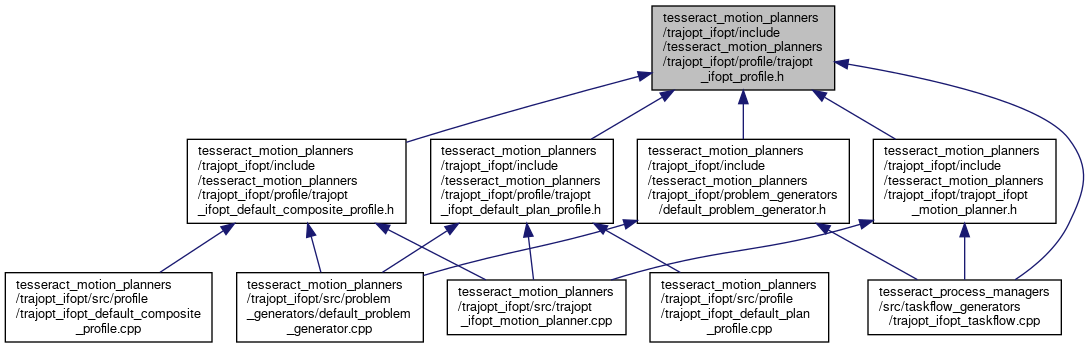 tesseract_motion_planners
/trajopt_ifopt/include
/tesseract_motion_planners
/trajopt_ifopt/profile/trajopt
_ifopt_profile.h
tesseract_motion_planners
/trajopt_ifopt/include
/tesseract_motion_planners
/trajopt_ifopt/profile/trajopt
_ifopt_default_composite_profile.h
tesseract_motion_planners
/trajopt_ifopt/include
/tesseract_motion_planners
/trajopt_ifopt/profile/trajopt
_ifopt_default_plan_profile.h
tesseract_motion_planners
/trajopt_ifopt/include
/tesseract_motion_planners
/trajopt_ifopt/problem_generators
/default_problem_generator.h
tesseract_motion_planners
/trajopt_ifopt/include
/tesseract_motion_planners
/trajopt_ifopt/trajopt_ifopt
_motion_planner.h
tesseract_motion_planners
/trajopt_ifopt/src/profile
/trajopt_ifopt_default_composite
_profile.cpp
tesseract_motion_planners
/trajopt_ifopt/src/problem
_generators/default_problem
_generator.cpp
tesseract_motion_planners
/trajopt_ifopt/src/trajopt
_ifopt_motion_planner.cpp
tesseract_motion_planners
/trajopt_ifopt/src/profile
/trajopt_ifopt_default_plan
_profile.cpp
tesseract_process_managers
/src/taskflow_generators
/trajopt_ifopt_taskflow.cpp